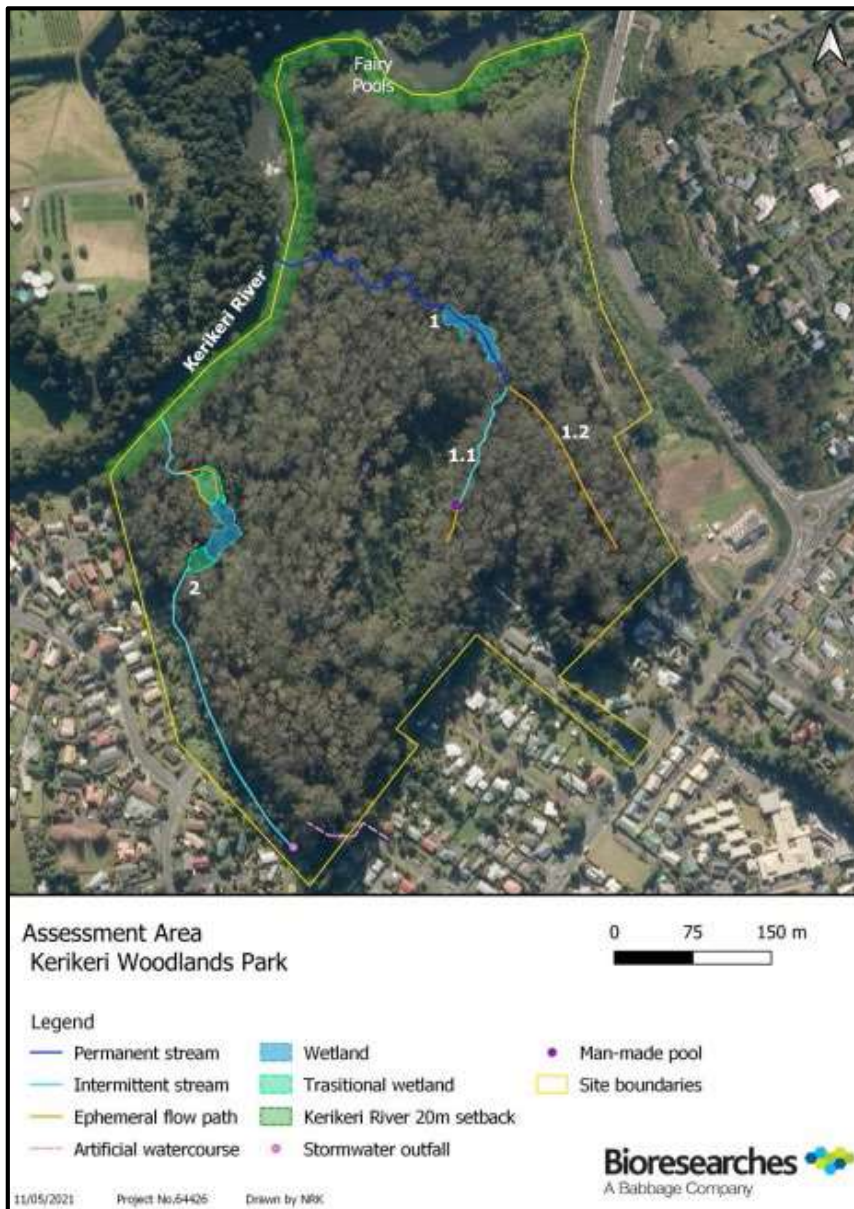 Fairy
Pools
Kerikeri River
1
1.2
1.1
2
Assessment Area
Kerikeri Woodlands Park
0 75 150 m
Legend
Permanent stream
Wetland
Man-made pool
Intermittent stream
Trasitional wetland
Site boundaries
Ephemeral flow path
Kerikeri River 20m setback
Artificial watercourse
Stormwater outfall
Bioresearches
A Babbage Company
11/05/2021 Project No.64426 Drawn by NRK